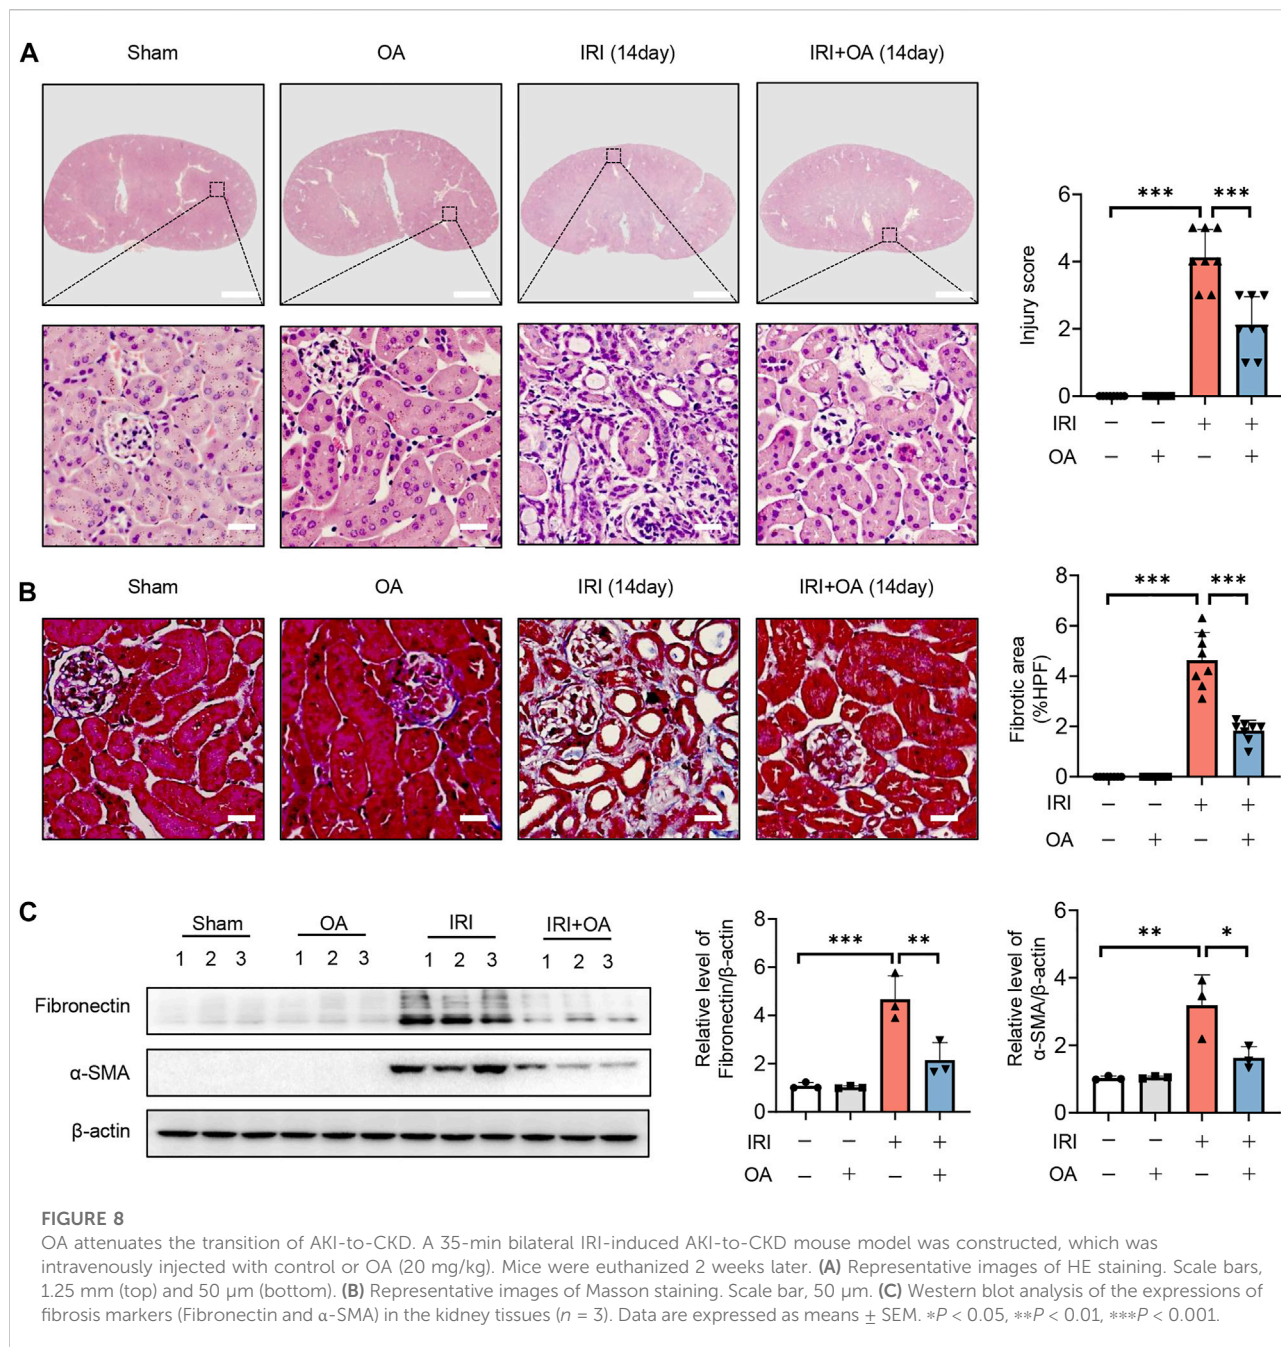 A
Sham OA IRI (14day) IRI+OA (14day)
Injury score
6
4
2
0
*** ***
IRI − − + +
OA − + − +
B
Sham OA IRI (14day) IRI+OA (14day)
Fibrotic area
(%HPF)
8
6
4
2
0
*** ***
IRI − − + +
OA − + − +
C
Sham OA IRI IRI+OA
1 2 3 1 2 3 1 2 3 1 2 3
Fibronectin
α-SMA
β-actin
Relative level of
Fibronectin/β-actin
8
6
4
2
0
*** **
IRI − − + +
OA − + − +
Relative level of
α-SMA/β-actin
6
4
2
0
** *
IRI − − + +
OA − + − +
FIGURE 8
OA attenuates the transition of AKI-to-CKD. A 35-min bilateral IRI-induced AKI-to-CKD mouse model was constructed, which was
intravenously injected with control or OA (20 mg/kg). Mice were euthanized 2 weeks later. (A) Representative images of HE staining. Scale bars,
1.25 mm (top) and 50 µm (bottom). (B) Representative images of Masson staining. Scale bar, 50 µm. (C) Western blot analysis of the expressions of
fibrosis markers (Fibronectin and α-SMA) in the kidney tissues (n = 3). Data are expressed as means ± SEM. *P < 0.05, **P < 0.01, ***P < 0.001.